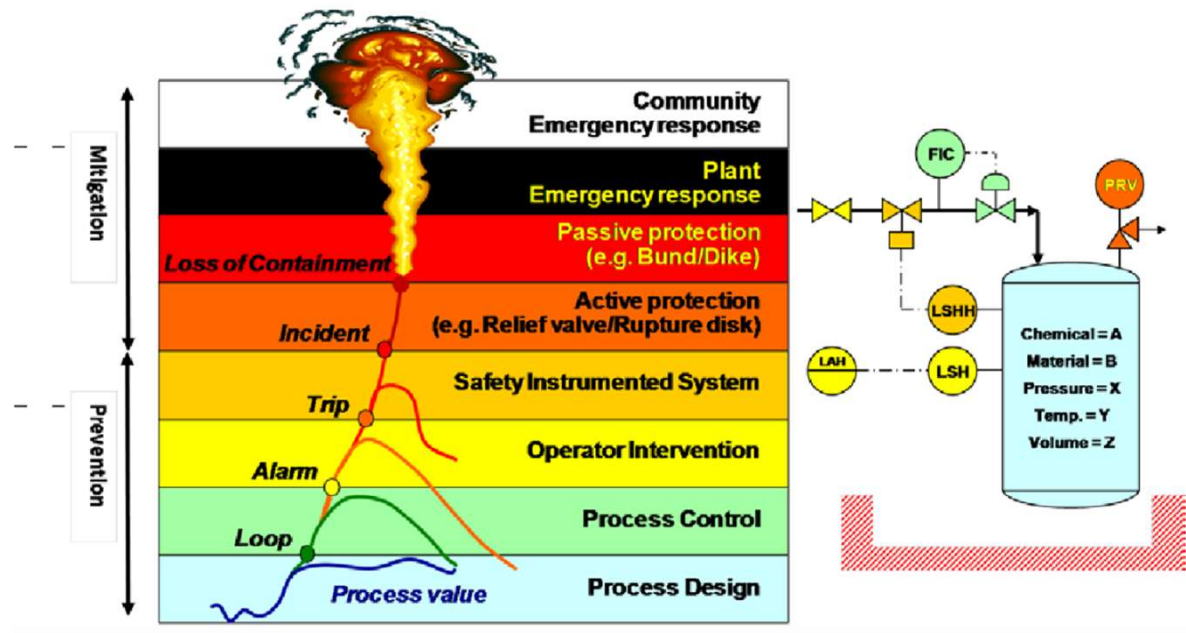 Mitigation
Prevention
Community
Emergency response
Plant
Emergency response
Passive protection
(e.g. Bund/Dike)
Loss of Containment
Active protection
(e.g. Relief valve/Rupture disk)
Incident
Safety Instrumented System
Trip
Operator Intervention
Alarm
Process Control
Loop
Process Design
Process value
FIC
PRV
LSHH
LAH
LSH
Chemical = A
Material = B
Pressure = X
Temp. = Y
Volume = Z